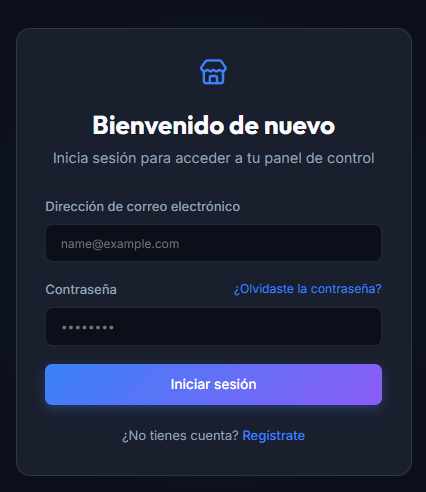 Bienvenido de nuevo
Inicia sesión para acceder a tu panel de control
Dirección de correo electrónico
name@example.com
Contraseña ¿Olvidaste la contraseña?
••••••••
Iniciar sesión
¿No tienes cuenta? Regístrate